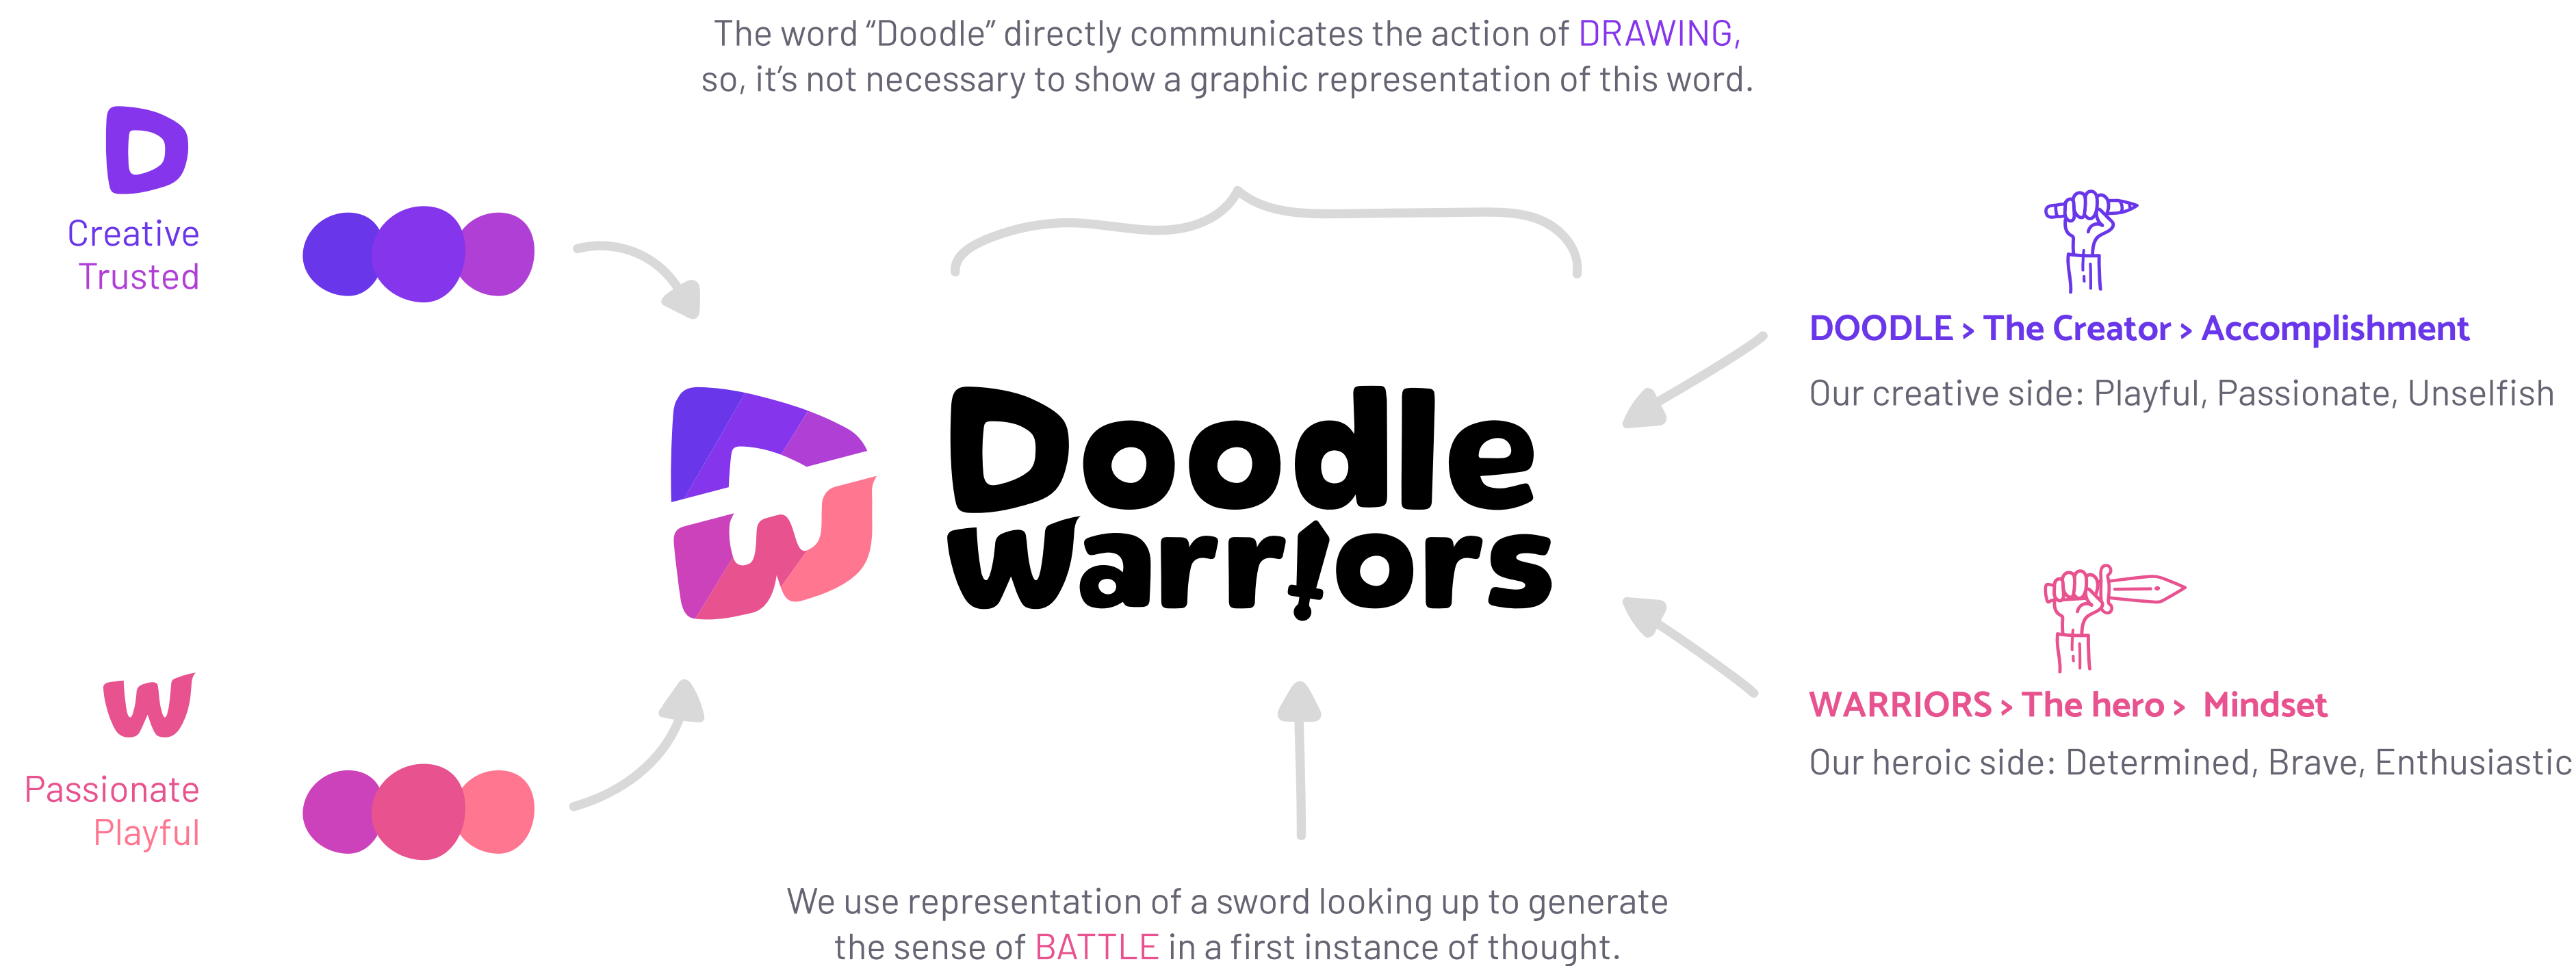 The word “Doodle” directly communicates the action of DRAWING,
so, it’s not necessary to show a graphic representation of this word.
D
Creative
Trusted
DOODLE > The Creator > Accomplishment
Our creative side: Playful, Passionate, Unselfish
D
W
Doodle
Warriors
W
Passionate
Playful
WARRIORS > The hero > Mindset
Our heroic side: Determined, Brave, Enthusiastic
We use representation of a sword looking up to generate
the sense of BATTLE in a first instance of thought.